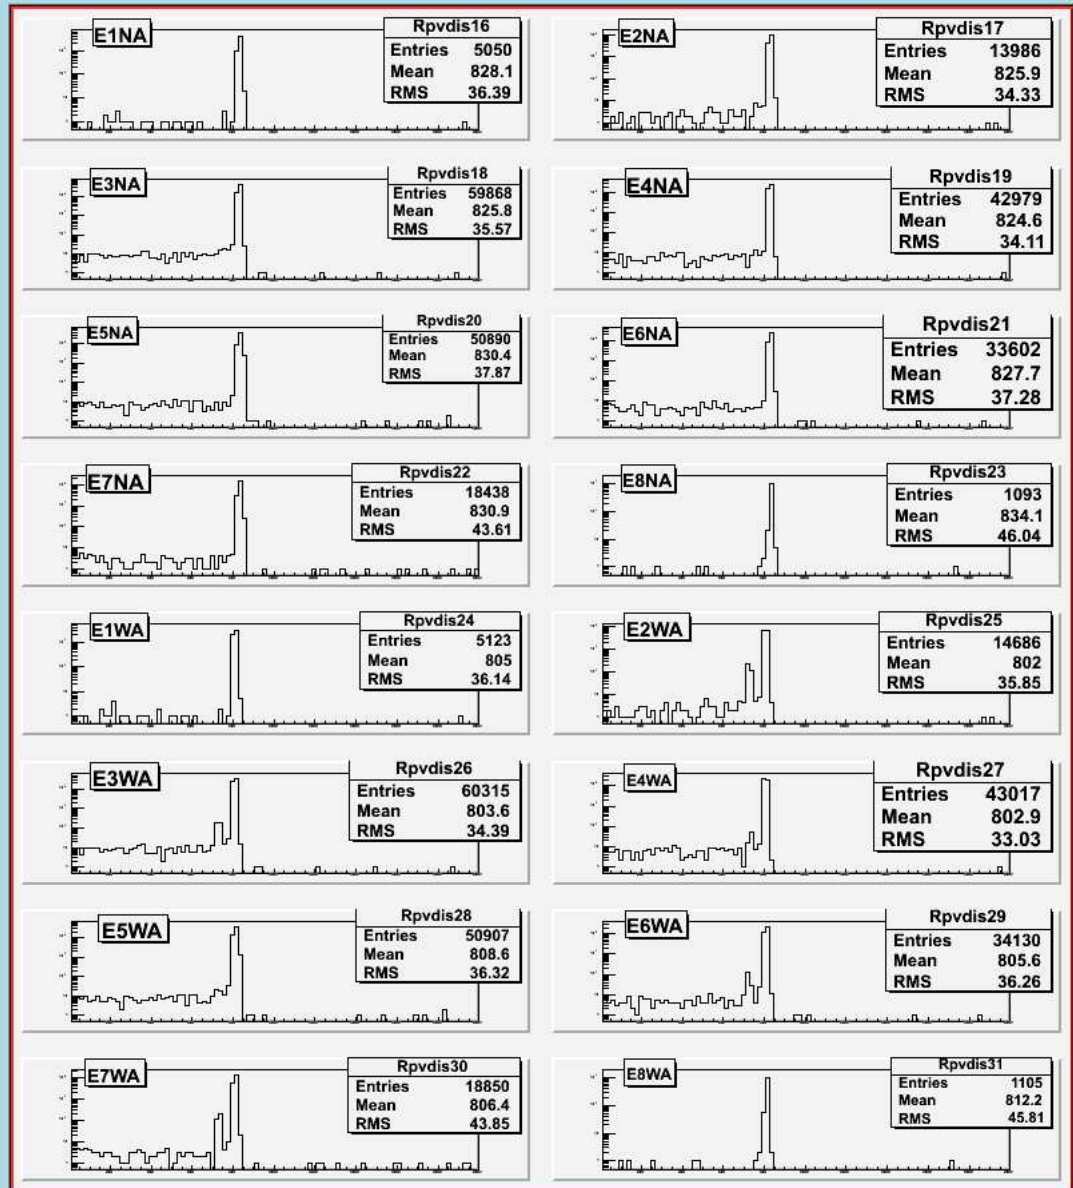 E1NA
Rpvdis16
Entries 5050
Mean 828.1
RMS 36.39
E2NA
Rpvdis17
Entries 13986
Mean 825.9
RMS 34.33
E3NA
Rpvdis18
Entries 59868
Mean 825.8
RMS 35.57
E4NA
Rpvdis19
Entries 42979
Mean 824.6
RMS 34.11
E5NA
Rpvdis20
Entries 50890
Mean 830.4
RMS 37.87
E6NA
Rpvdis21
Entries 33602
Mean 827.7
RMS 37.28
E7NA
Rpvdis22
Entries 18438
Mean 830.9
RMS 43.61
E8NA
Rpvdis23
Entries 1093
Mean 834.1
RMS 46.04
E1WA
Rpvdis24
Entries 5123
Mean 805
RMS 36.14
E2WA
Rpvdis25
Entries 14686
Mean 802
RMS 35.85
E3WA
Rpvdis26
Entries 60315
Mean 803.6
RMS 34.39
E4WA
Rpvdis27
Entries 43017
Mean 802.9
RMS 33.03
E5WA
Rpvdis28
Entries 50907
Mean 808.6
RMS 36.32
E6WA
Rpvdis29
Entries 34130
Mean 805.6
RMS 36.26
E7WA
Rpvdis30
Entries 18850
Mean 806.4
RMS 43.85
E8WA
Rpvdis31
Entries 1105
Mean 812.2
RMS 45.81